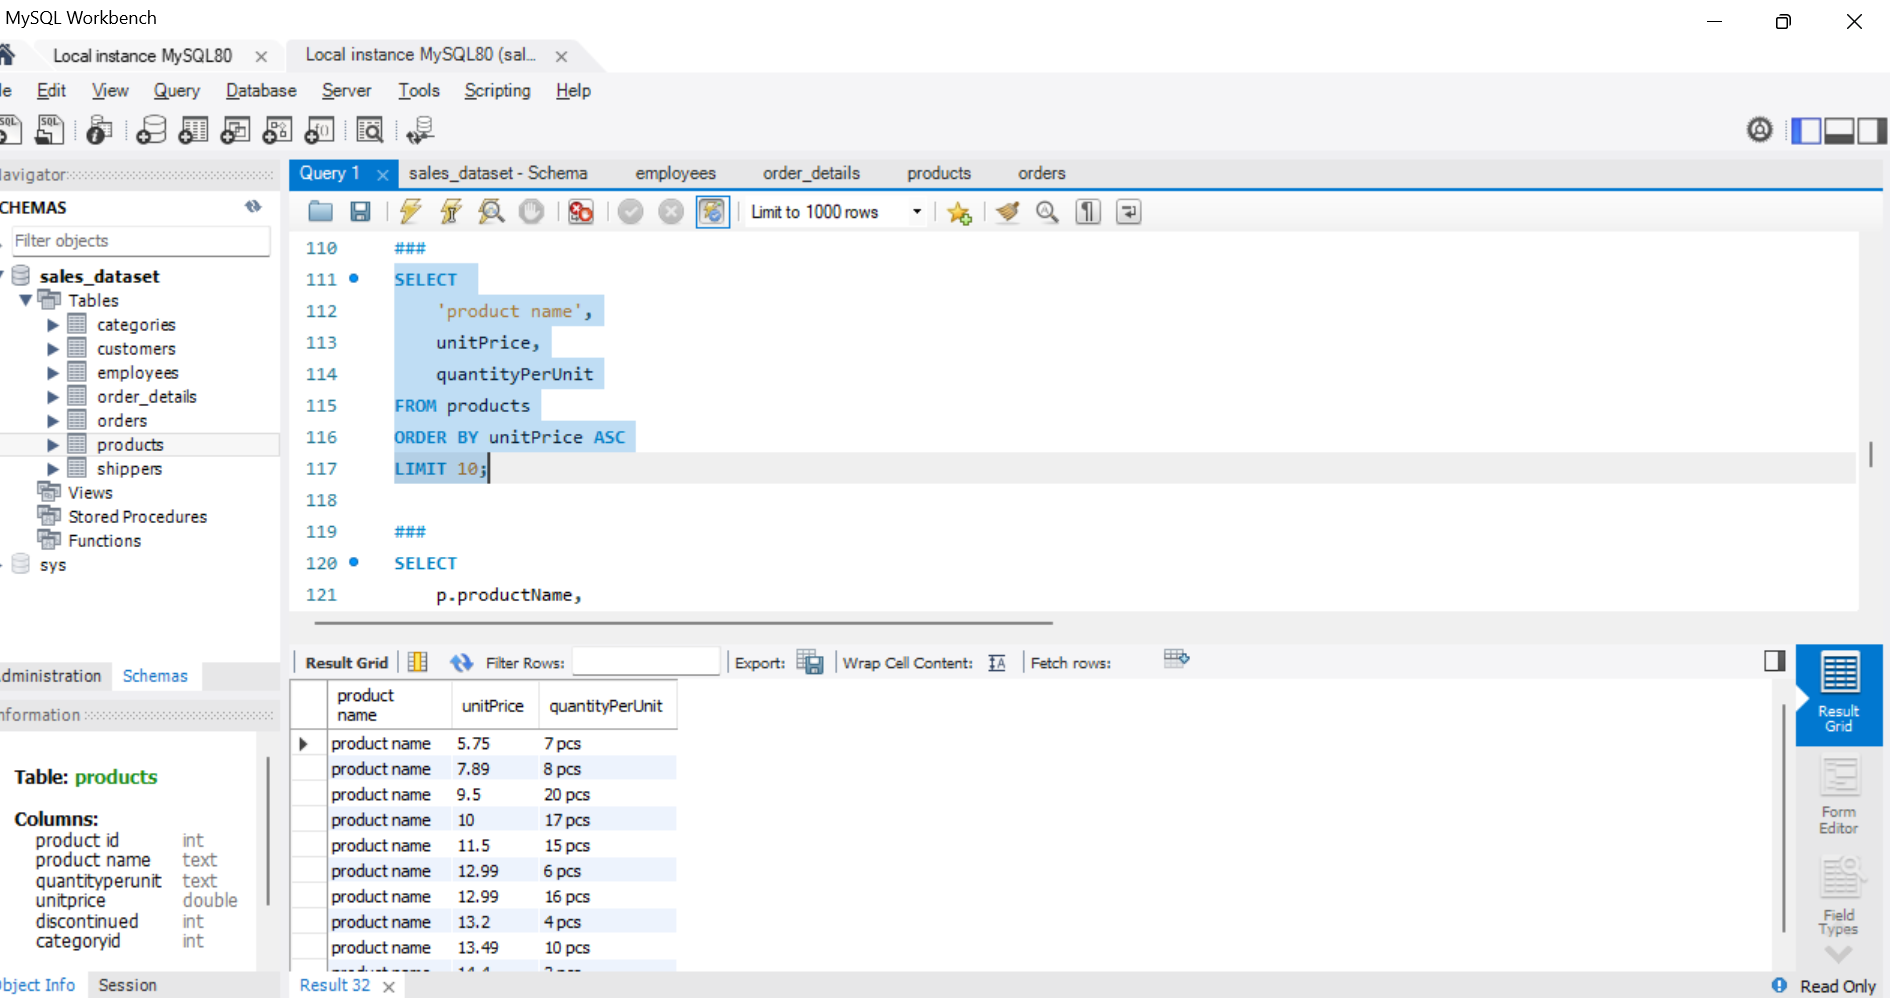 MySQL Workbench
Local instance MySQL80
Local instance MySQL80 (sal...
le Edit View Query Database Server Tools Scripting Help
SQL SQL
avigator
Query 1 sales_dataset - Schema employees order_details products orders
CHEMAS
Limit to 1000 rows
Filter objects
sales_dataset
Tables
categories
customers
employees
order_details
orders
products
shippers
Views
Stored Procedures
Functions
sys
110 ###
111 SELECT
112 'product name',
113 unitPrice,
114 quantityPerUnit
115 FROM products
116 ORDER BY unitPrice ASC
117 LIMIT 10;
118
119 ###
120 SELECT
121 p.productName,
dministration Schemas
nformation
Table: products
Columns:
product id int
product name text
quantityperunit text
unitprice double
discontinued int
categoryid int
bject Info Session
Result Grid Filter Rows: Export: Wrap Cell Content: Fetch rows:
product name unitPrice quantityPerUnit
product name 5.75 7 pcs
product name 7.89 8 pcs
product name 9.5 20 pcs
product name 10 17 pcs
product name 11.5 15 pcs
product name 12.99 6 pcs
product name 12.99 16 pcs
product name 13.2 4 pcs
product name 13.49 10 pcs
Result Grid
Form Editor
Field Types
Result 32
Read Only